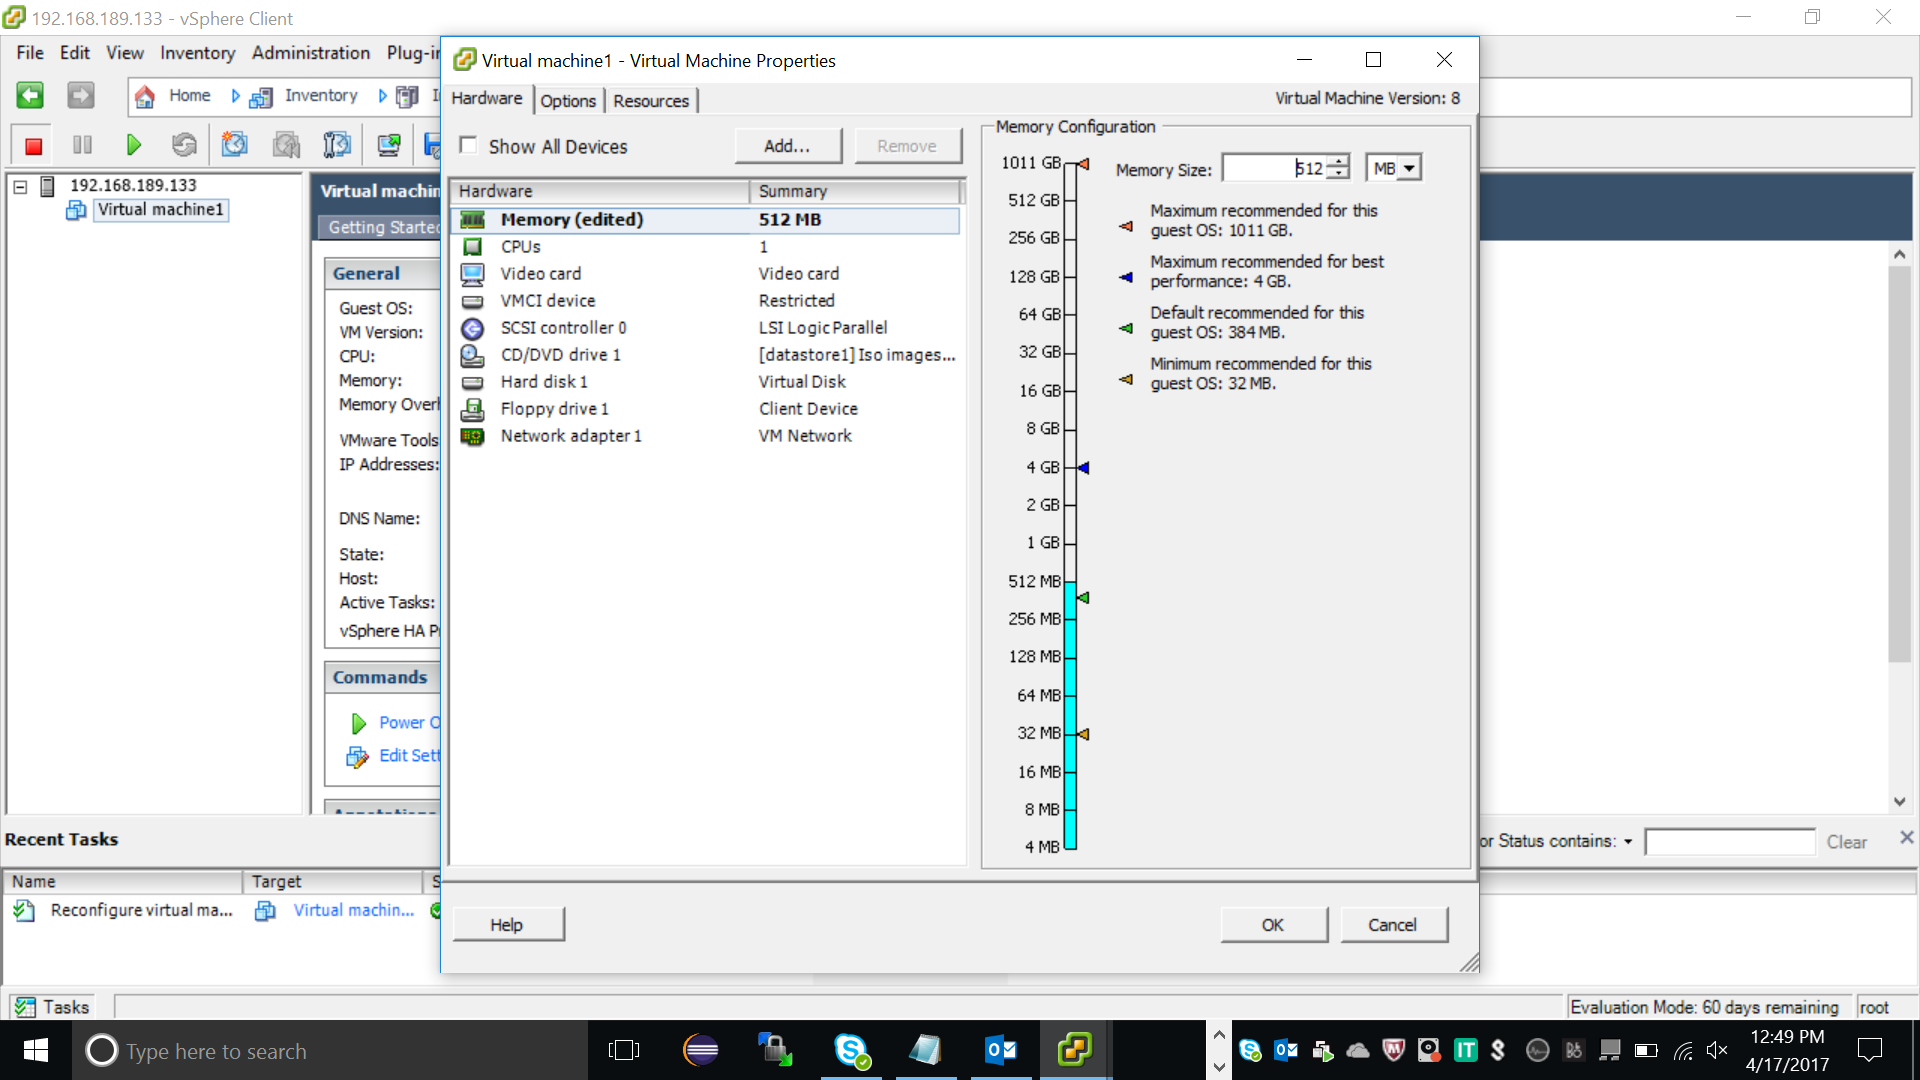 192.168.189.133 - vSphere Client
File Edit View Inventory Administration Plug-in
Home Inventory
192.168.189.133
Virtual machine1
Virtual machin
Getting Started
General
Guest OS:
VM Version:
CPU:
Memory:
Memory Overh
VMware Tools
IP Addresses:
DNS Name:
State:
Host:
Active Tasks:
vSphere HA Pr
Commands
Power O
Edit Sett
Virtual machine1 - Virtual Machine Properties
Hardware Options Resources
Virtual Machine Version: 8
Show All Devices
Add...
Remove
Hardware Summary
Memory (edited) 512 MB
CPUs 1
Video card Video card
VMCI device Restricted
SCSI controller 0 LSI Logic Parallel
CD/DVD drive 1 [datastore1] Iso images...
Hard disk 1 Virtual Disk
Floppy drive 1 Client Device
Network adapter 1 VM Network
Memory Configuration
1011 GB
512 GB
256 GB
128 GB
64 GB
32 GB
16 GB
8 GB
4 GB
2 GB
1 GB
512 MB
256 MB
128 MB
64 MB
32 MB
16 MB
8 MB
4 MB
Memory Size: 512 MB
Maximum recommended for this
guest OS: 1011 GB.
Maximum recommended for best
performance: 4 GB.
Default recommended for this
guest OS: 384 MB.
Minimum recommended for this
guest OS: 32 MB.
Help
OK
Cancel
Recent Tasks
or Status contains:
Clear
Name Target S
Reconfigure virtual ma... Virtual machin...
Tasks
Evaluation Mode: 60 days remaining
root
Type here to search
12:49 PM
4/17/2017